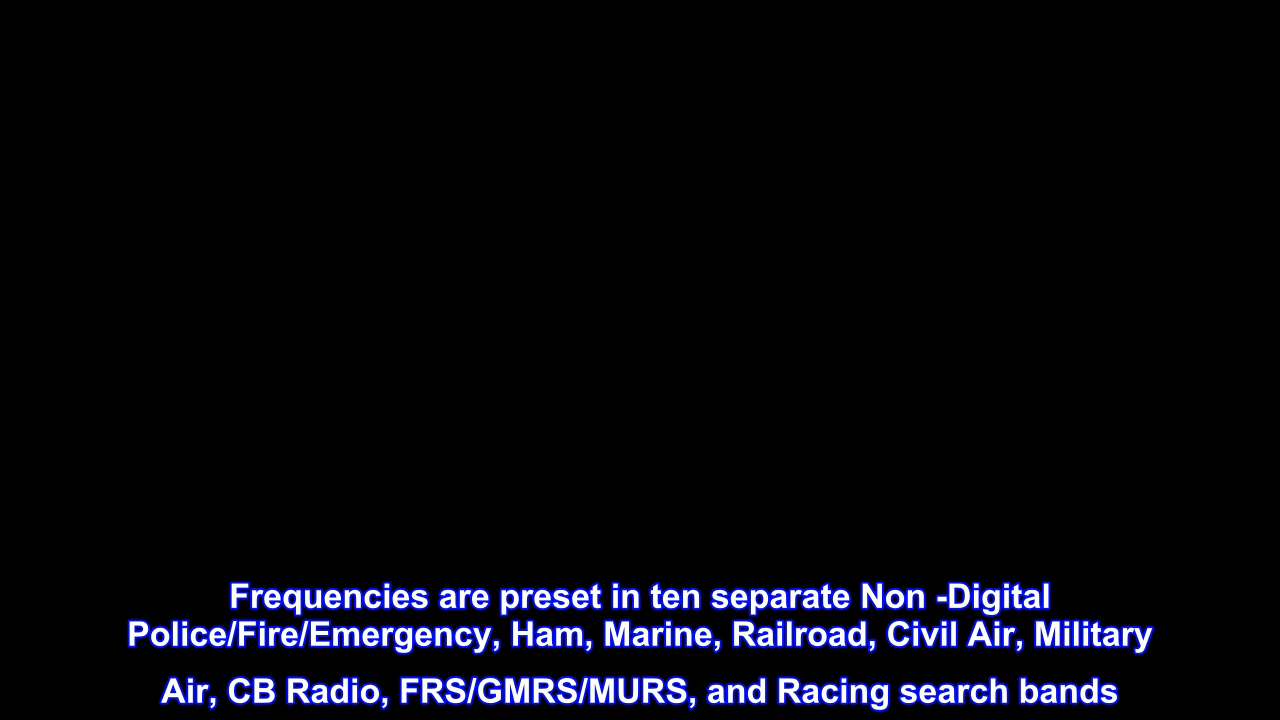 Frequencies are preset in ten separate Non -Digital
Police/Fire/Emergency, Ham, Marine, Railroad, Civil Air, Military
Air, CB Radio, FRS/GMRS/MURS, and Racing search bands